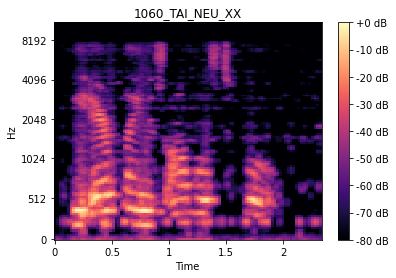 1060_TAI_NEU_XX
8192
4096
2048
1024
512
0
Hz
0
0.5
1
1.5
2
Time
+0 dB
-10 dB
-20 dB
-30 dB
-40 dB
-50 dB
-60 dB
-70 dB
-80 dB